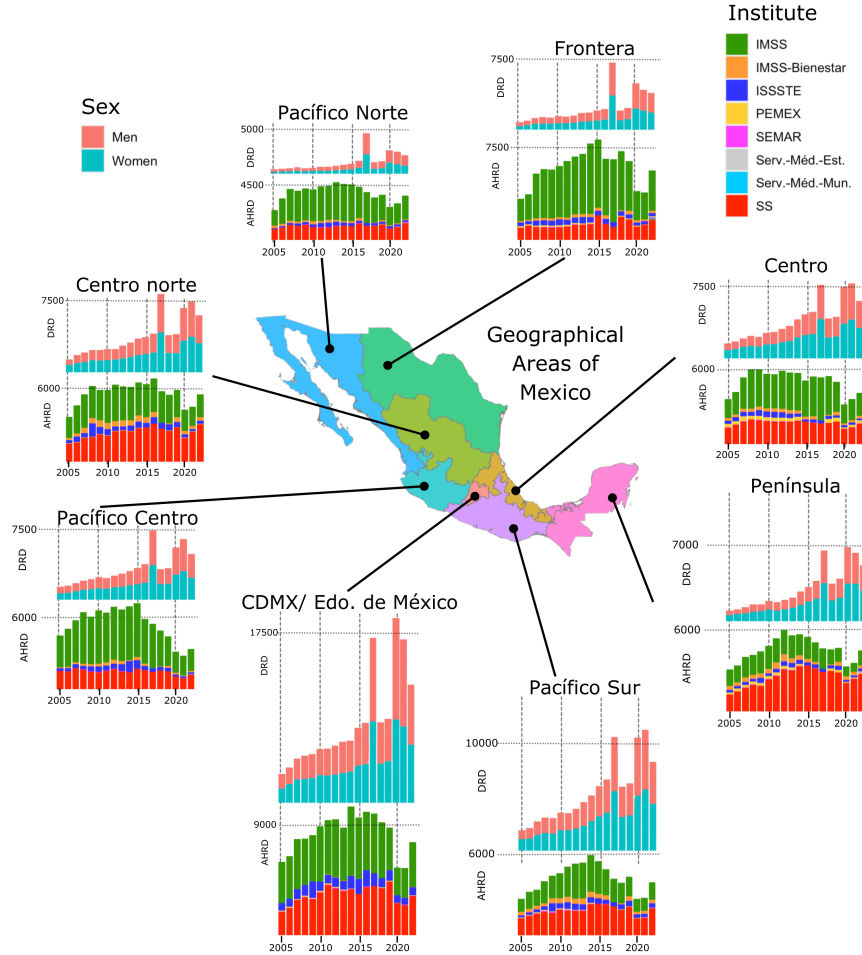 Institute
IMSS
IMSS-Bienestar
ISSSTE
PEMEX
SEMAR
Serv.-Méd.-Est.
Serv.-Méd.-Mun.
SS
Sex
Men
Women
Frontera
7500
DRD
7500
AHRD
2005 2010 2015 2020
Pacífico Norte
5000
DRD
4500
AHRD
2005 2010 2015 2020
Centro norte
7500
DRD
6000
AHRD
2005 2010 2015 2020
Geographical
Areas of
Mexico
Centro
7500
DRD
6000
AHRD
2005 2010 2015 2020
Pacífico Centro
7500
DRD
6000
AHRD
2005 2010 2015 2020
Península
7000
DRD
6000
AHRD
2005 2010 2015 2020
CDMX/ Edo. de México
17500
DRD
9000
AHRD
2005 2010 2015 2020
Pacífico Sur
10000
DRD
6000
AHRD
2005 2010 2015 2020